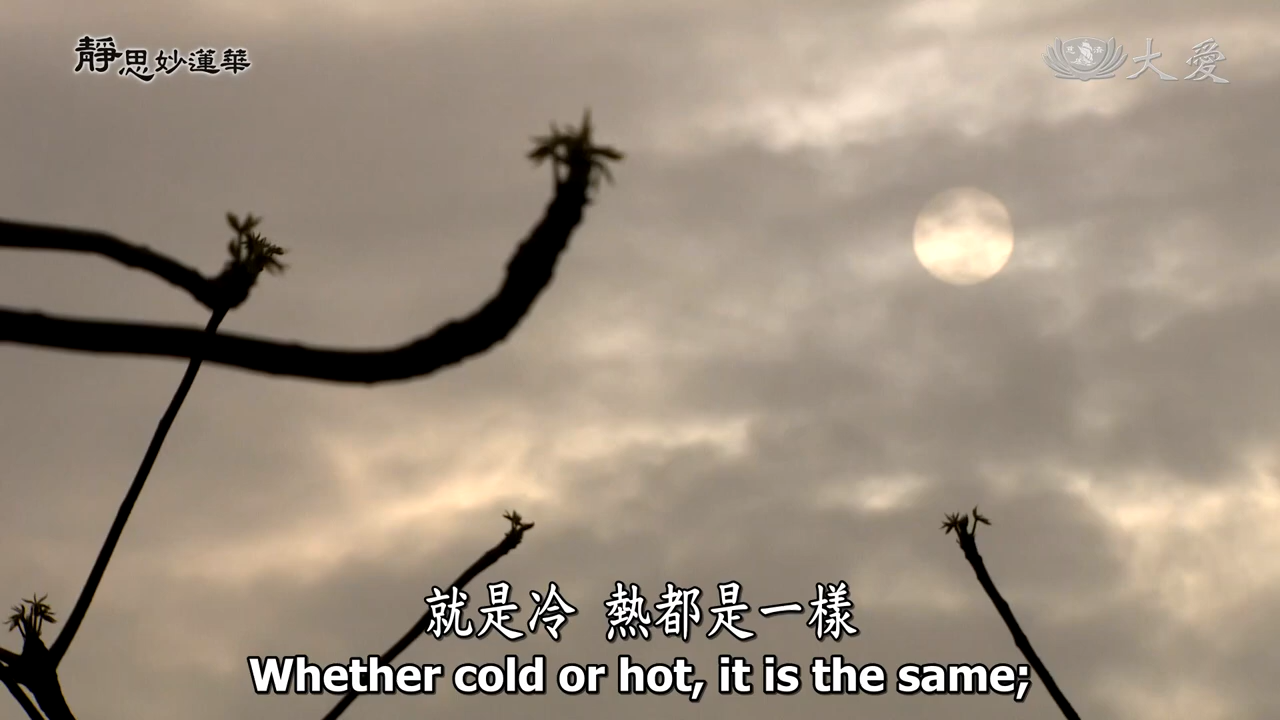 靜思妙蓮華
大愛
就是冷 熱都是一樣
Whether cold or hot, it is the same;